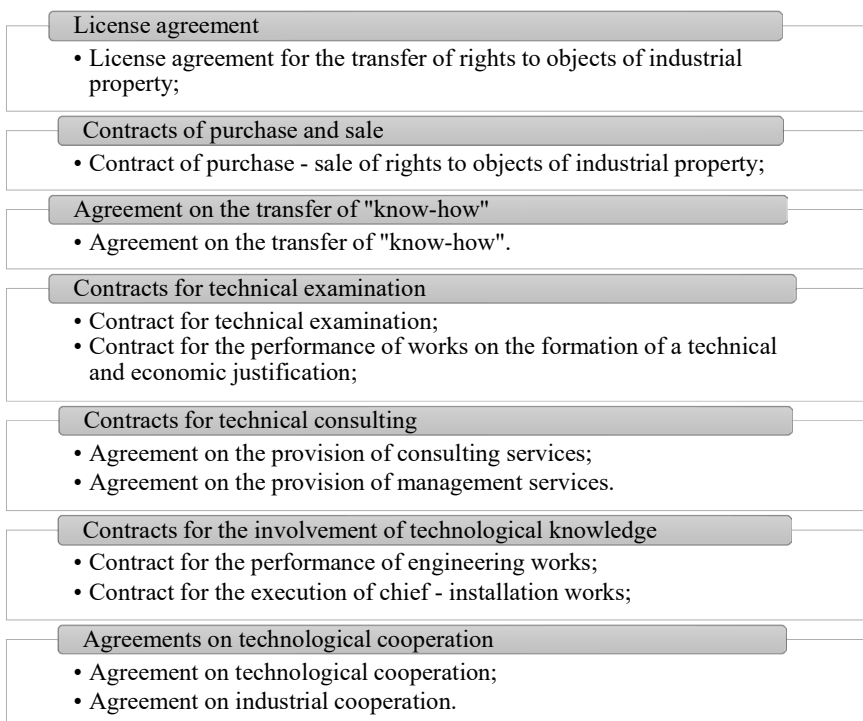 License agreement
• License agreement for the transfer of rights to objects of industrial
property;
Contracts of purchase and sale
• Contract of purchase - sale of rights to objects of industrial property;
Agreement on the transfer of "know-how"
• Agreement on the transfer of "know-how".
Contracts for technical examination
• Contract for technical examination;
• Contract for the performance of works on the formation of a technical
and economic justification;
Contracts for technical consulting
• Agreement on the provision of consulting services;
• Agreement on the provision of management services.
Contracts for the involvement of technological knowledge
• Contract for the performance of engineering works;
• Contract for the execution of chief - installation works;
Agreements on technological cooperation
• Agreement on technological cooperation;
• Agreement on industrial cooperation.